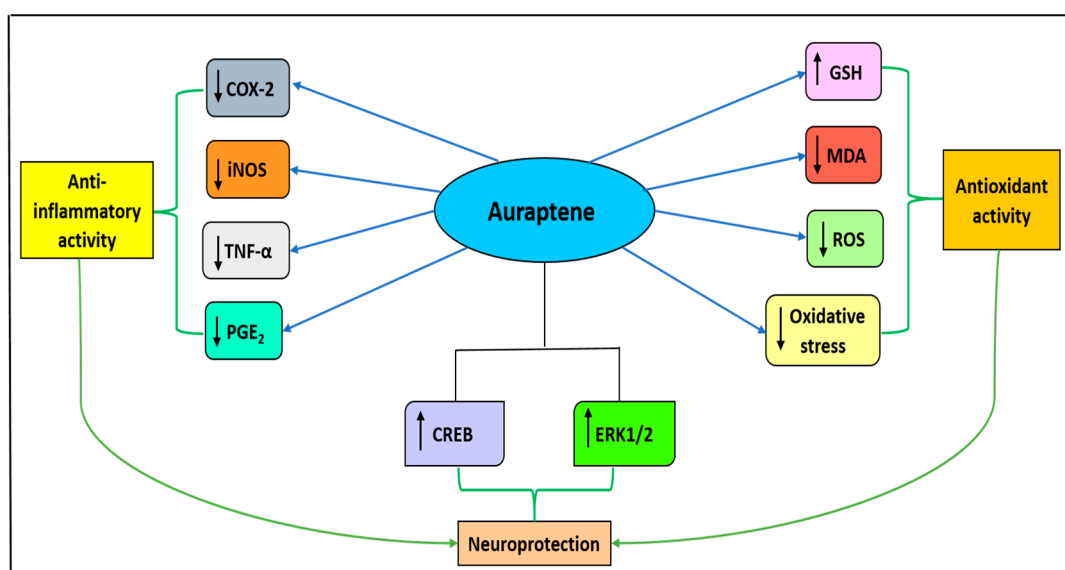 COX-2
iNOS
TNF-α
PGE₂
Anti-
inflammatory
activity
Auraptene
GSH
MDA
ROS
Oxidative
stress
Antioxidant
activity
CREB
ERK1/2
Neuroprotection